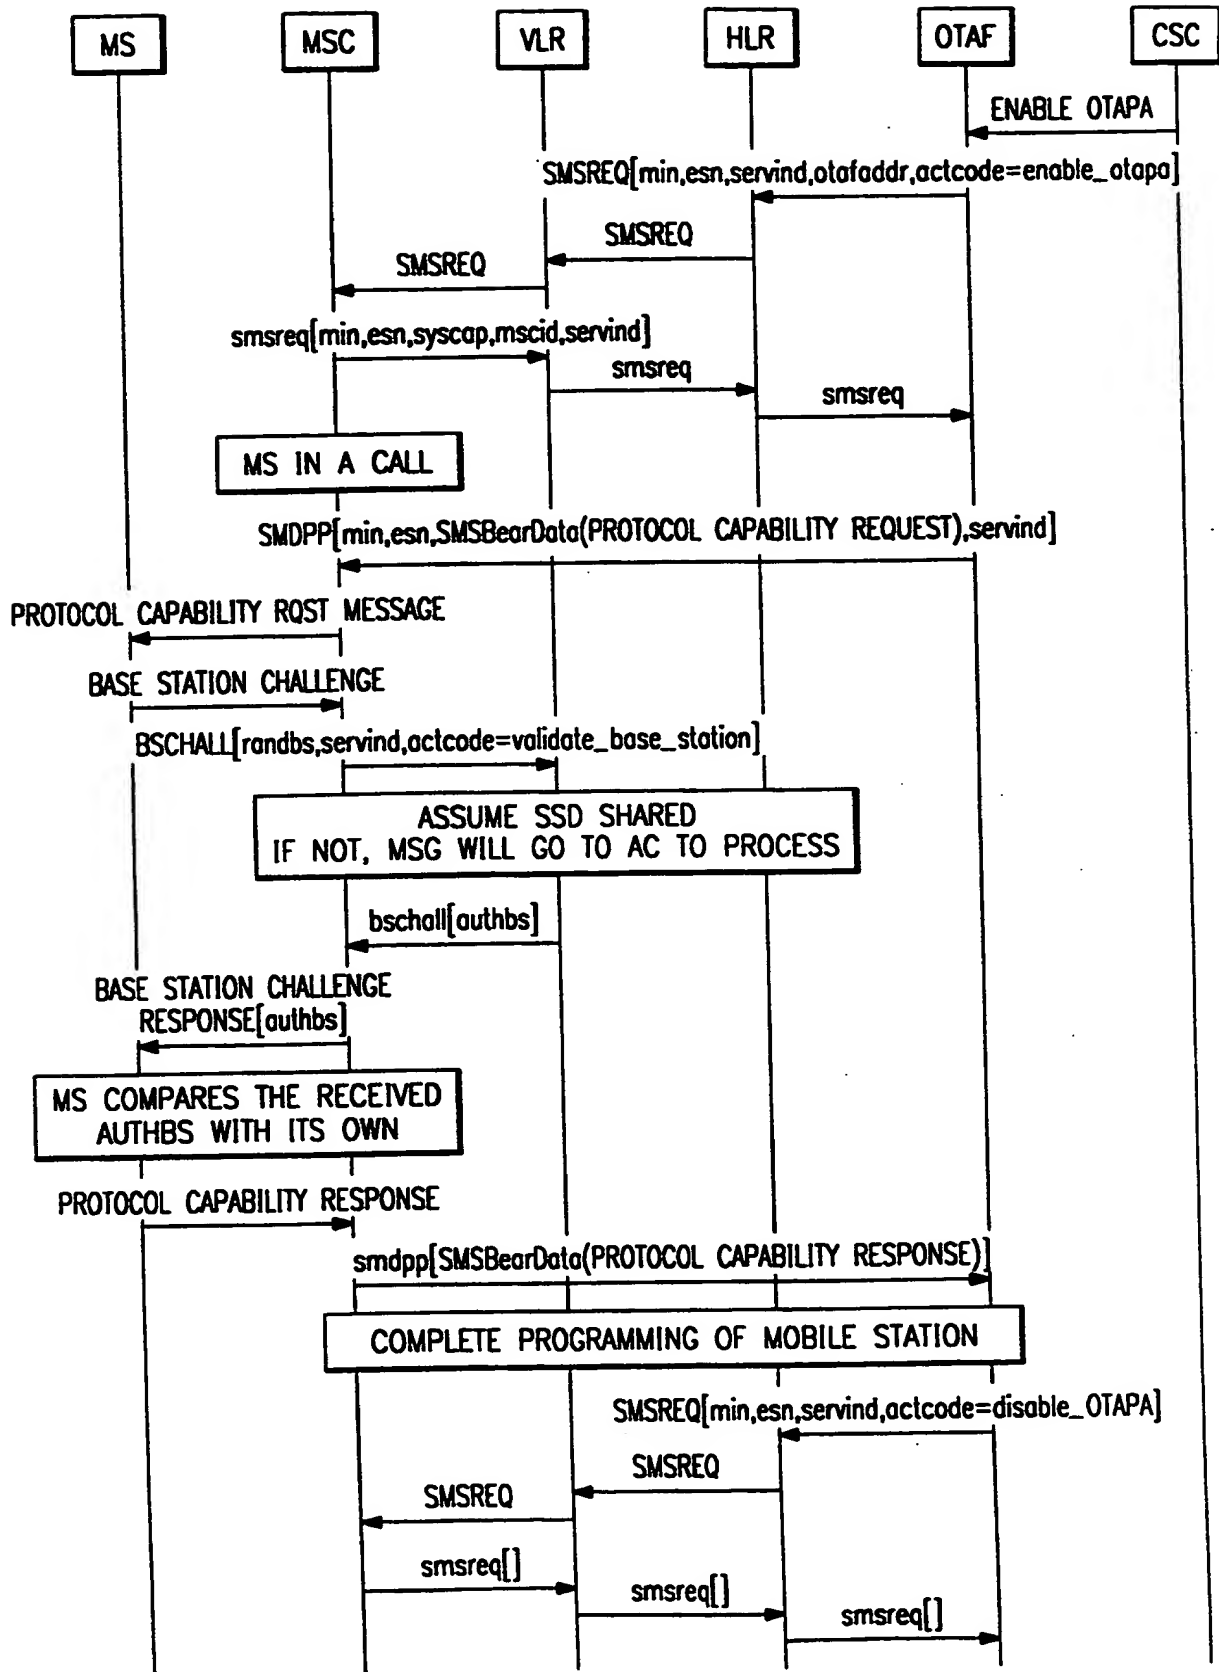 MS MSC VLR HLR OTAF CSC
ENABLE OTAPA
SMSREQ[min,esn,servind,otafaddr,actcode=enable_otapa]
SMSREQ
SMSREQ
smsreq[min,esn,syscap,mscid,servind]
smsreq
smsreq
MS IN A CALL
SMDPP[min,esn,SMSBearData(PROTOCOL CAPABILITY REQUEST),servind]
PROTOCOL CAPABILITY RQST MESSAGE
BASE STATION CHALLENGE
BSCHALL[randbs,servind,actcode=validate_base_station]
ASSUME SSD SHARED
IF NOT, MSG WILL GO TO AC TO PROCESS
bschall[authbs]
BASE STATION CHALLENGE
RESPONSE[authbs]
MS COMPARES THE RECEIVED
AUTHBS WITH ITS OWN
PROTOCOL CAPABILITY RESPONSE
smdpp[SMSBearData(PROTOCOL CAPABILITY RESPONSE)]
COMPLETE PROGRAMMING OF MOBILE STATION
SMSREQ[min,esn,servind,actcode=disable_OTAPA]
SMSREQ
SMSREQ
smsreq[]
smsreq[]
smsreq[]